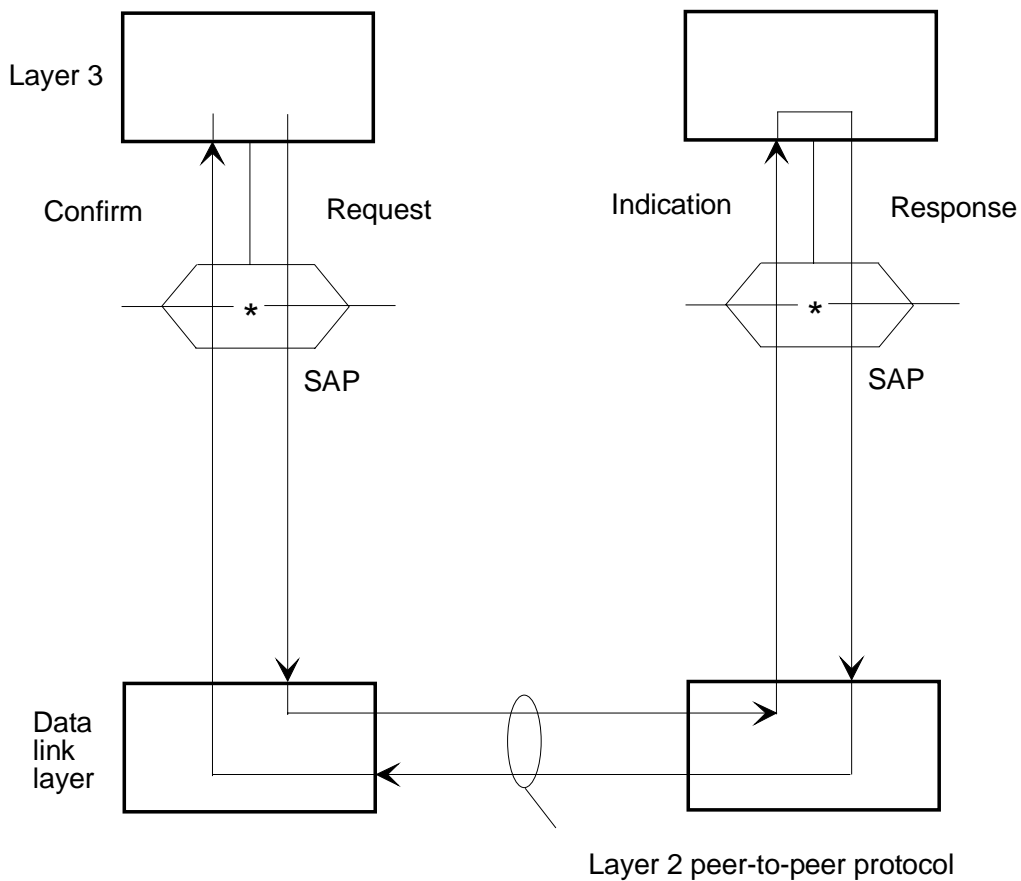 Layer 3
Confirm
Request
Indication
Response
*
*
SAP
SAP
Data
link
layer
Layer 2 peer-to-peer protocol